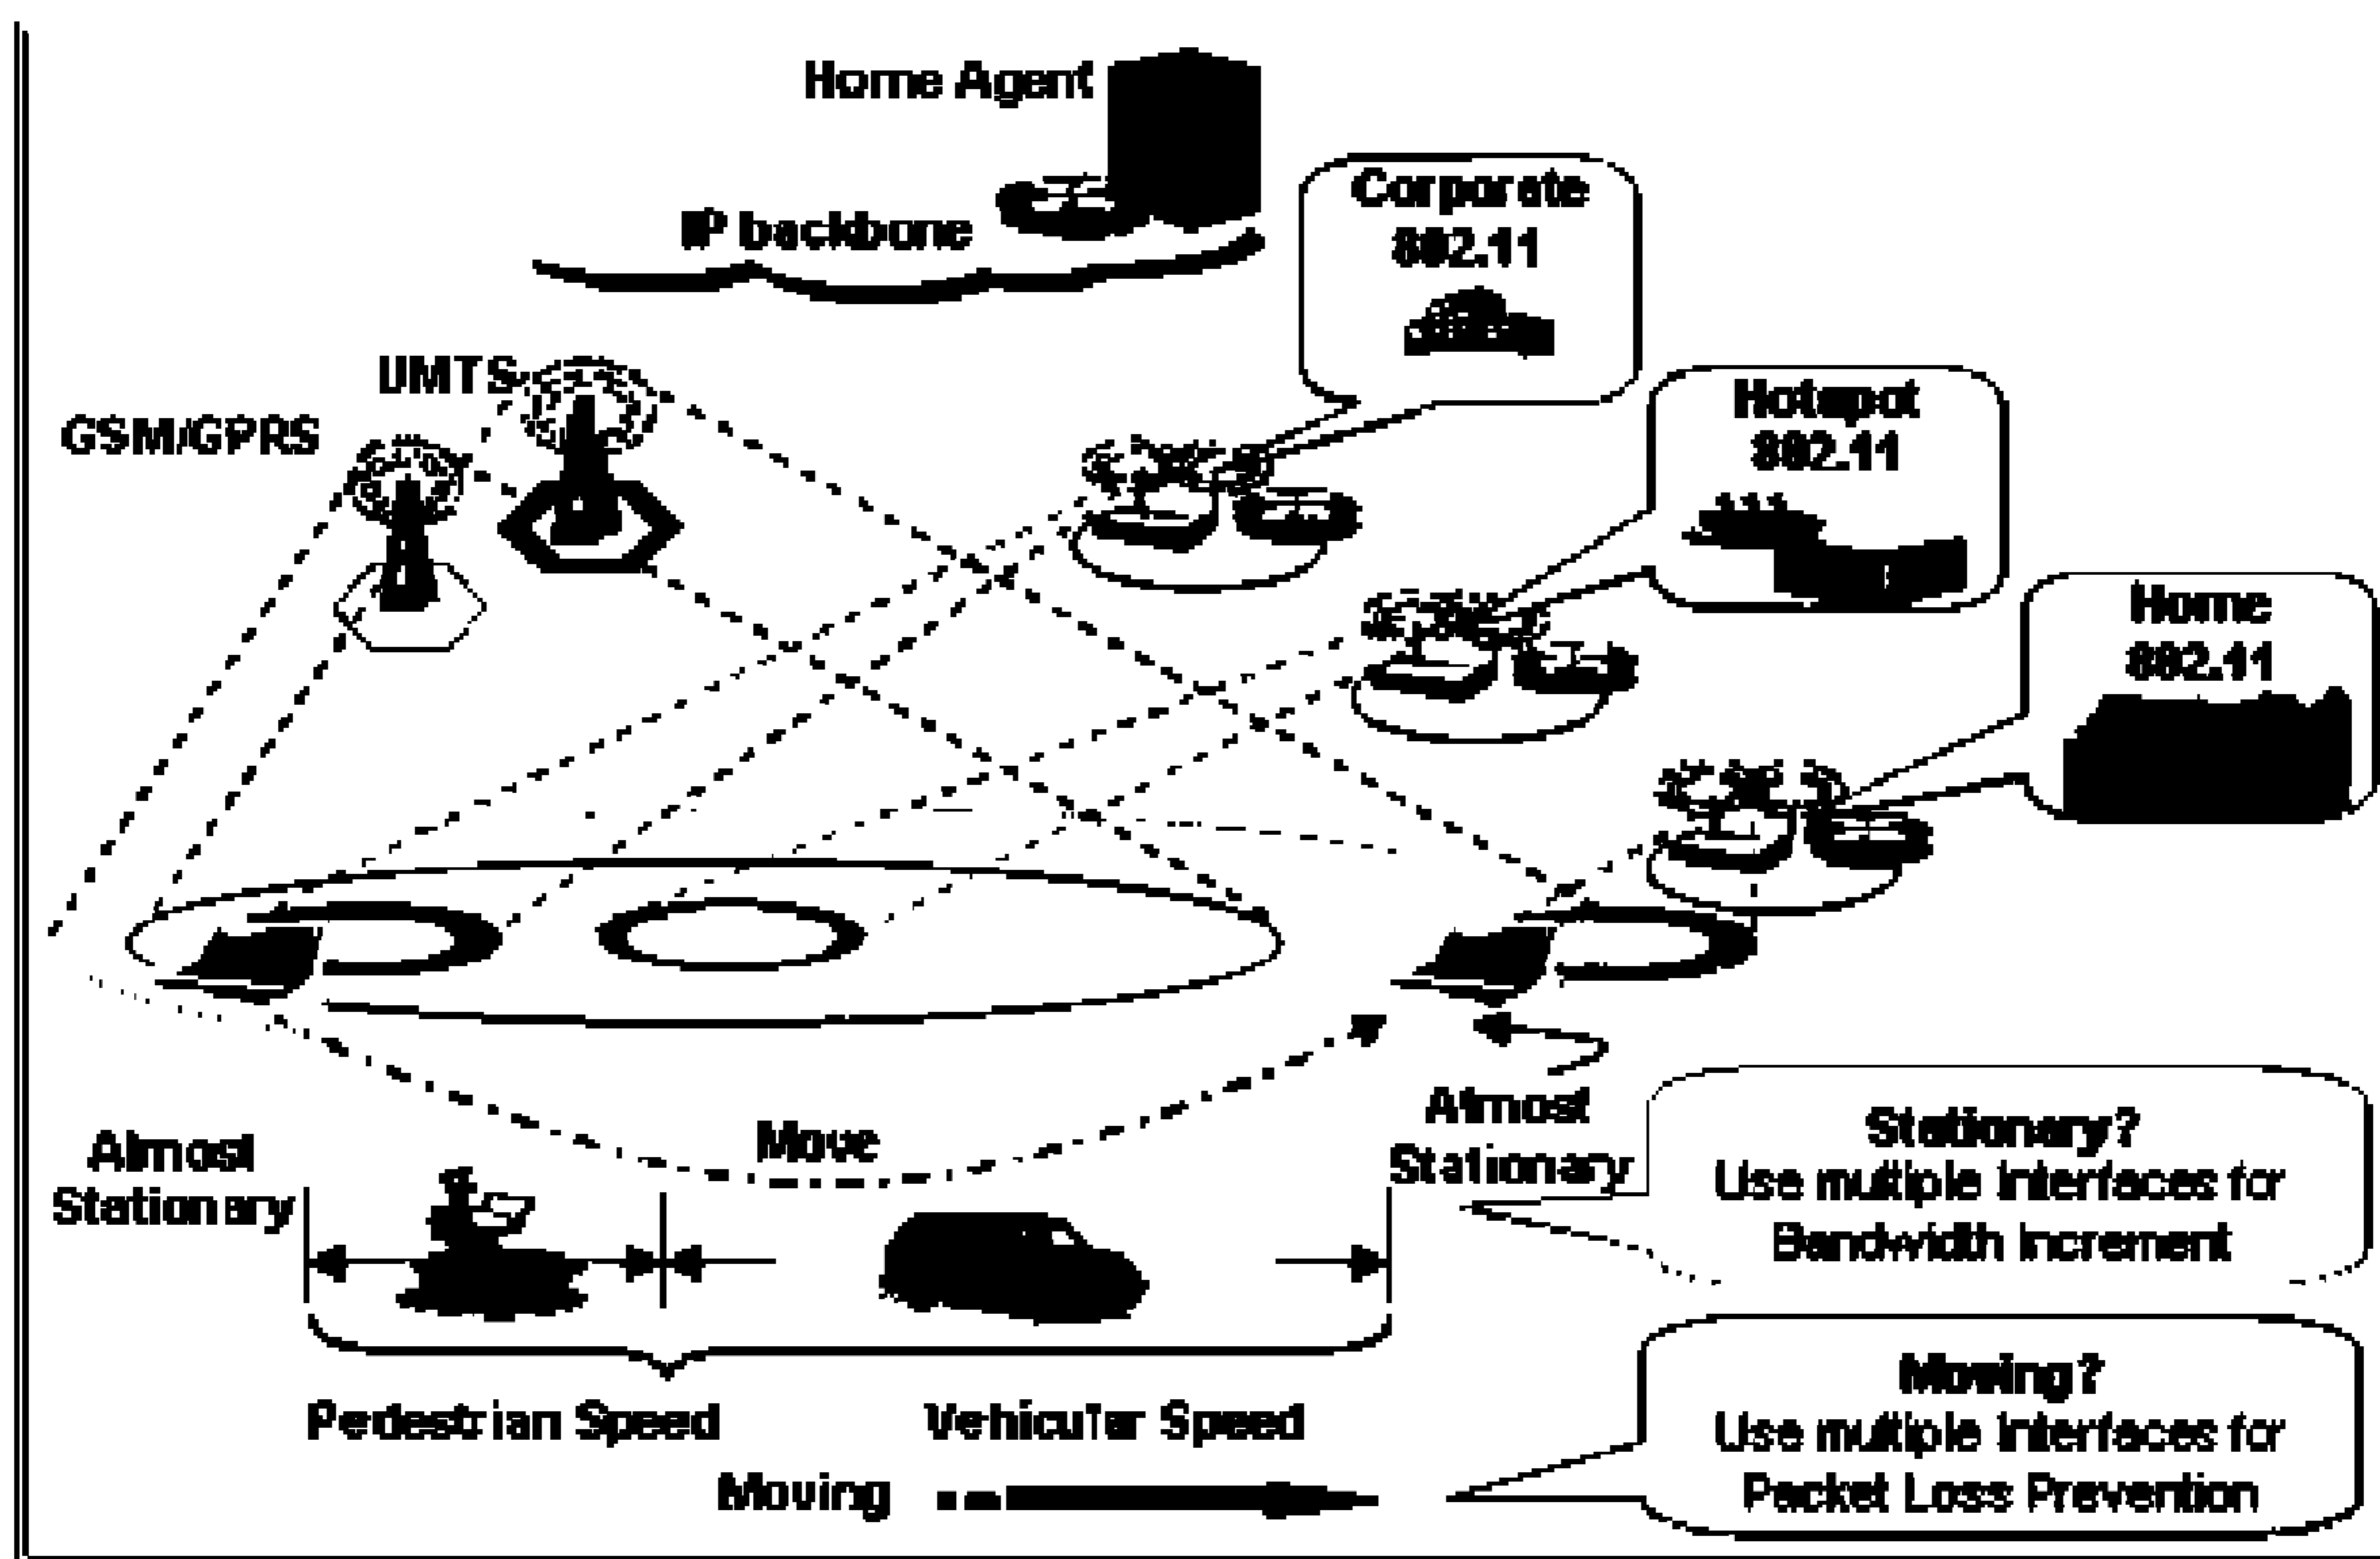 Home Agent
IP backbone
Corporate
802.11
UMTS
GSM/GPRS
Hotspot
802.11
Home
802.11
Almost
Stationary
Move
Almost
Stationary
Stationary?
Use multiple Interfaces for
Bandwidth Increment
Pedestrian Speed
Vehicular Speed
Moving
Moving?
Use multiple Interfaces for
Packet Loss Prevention